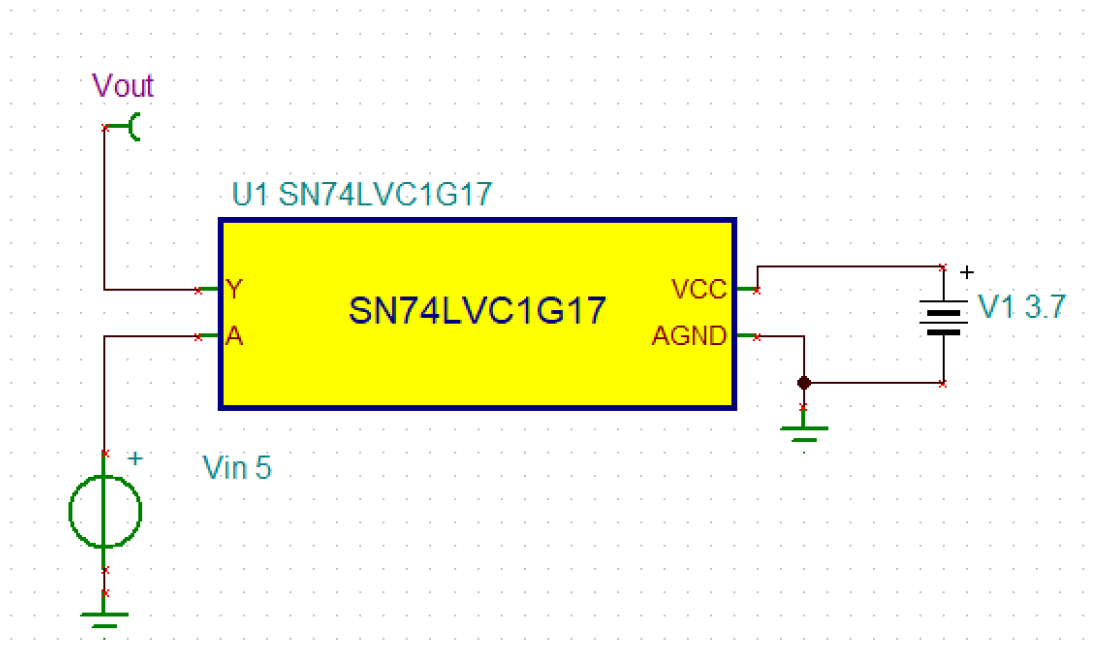 Vout
U1 SN74LVC1G17
Y
SN74LVC1G17
VCC
+
V1 3.7
A
AGND
+
Vin 5